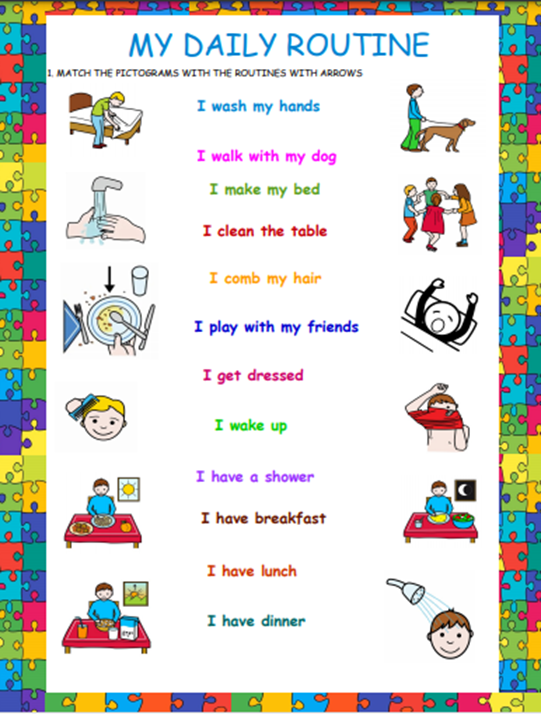 MY DAILY ROUTINE
1. MATCH THE PICTOGRAMS WITH THE ROUTINES WITH ARROWS
I wash my hands
I walk with my dog
I make my bed
I clean the table
I comb my hair
I play with my friends
I get dressed
I wake up
I have a shower
I have breakfast
I have lunch
I have dinner